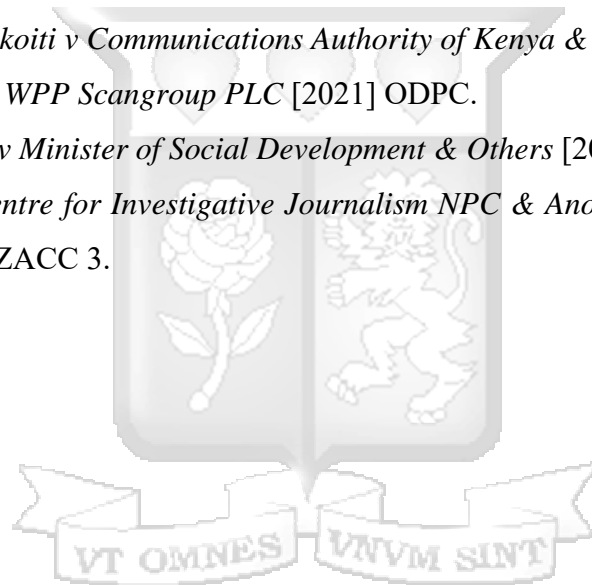 koiti v Communications Authority of Kenya &
WPP Scangroup PLC [2021] ODPC.
v Minister of Social Development & Others [20
entre for Investigative Journalism NPC & Ano
ZACC 3.
VT OMNES VNVM SINT